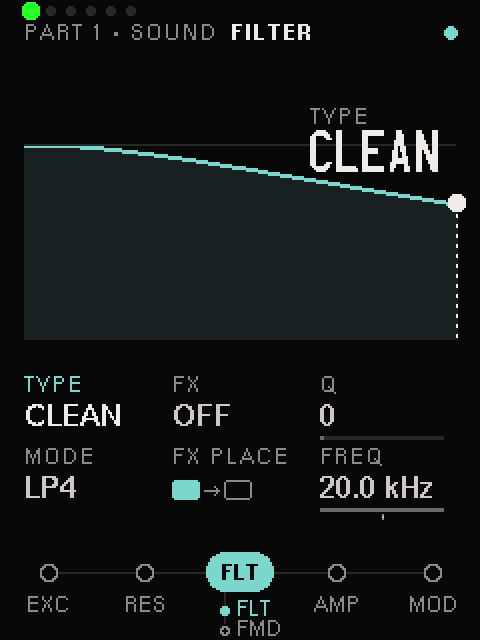 PART 1 · SOUND FILTER
TYPE
CLEAN
TYPE FX Q
CLEAN OFF 0
MODE FX PLACE FREQ
LP4 → 20.0 kHz
FLT
EXC RES FLT AMP MOD
FMD